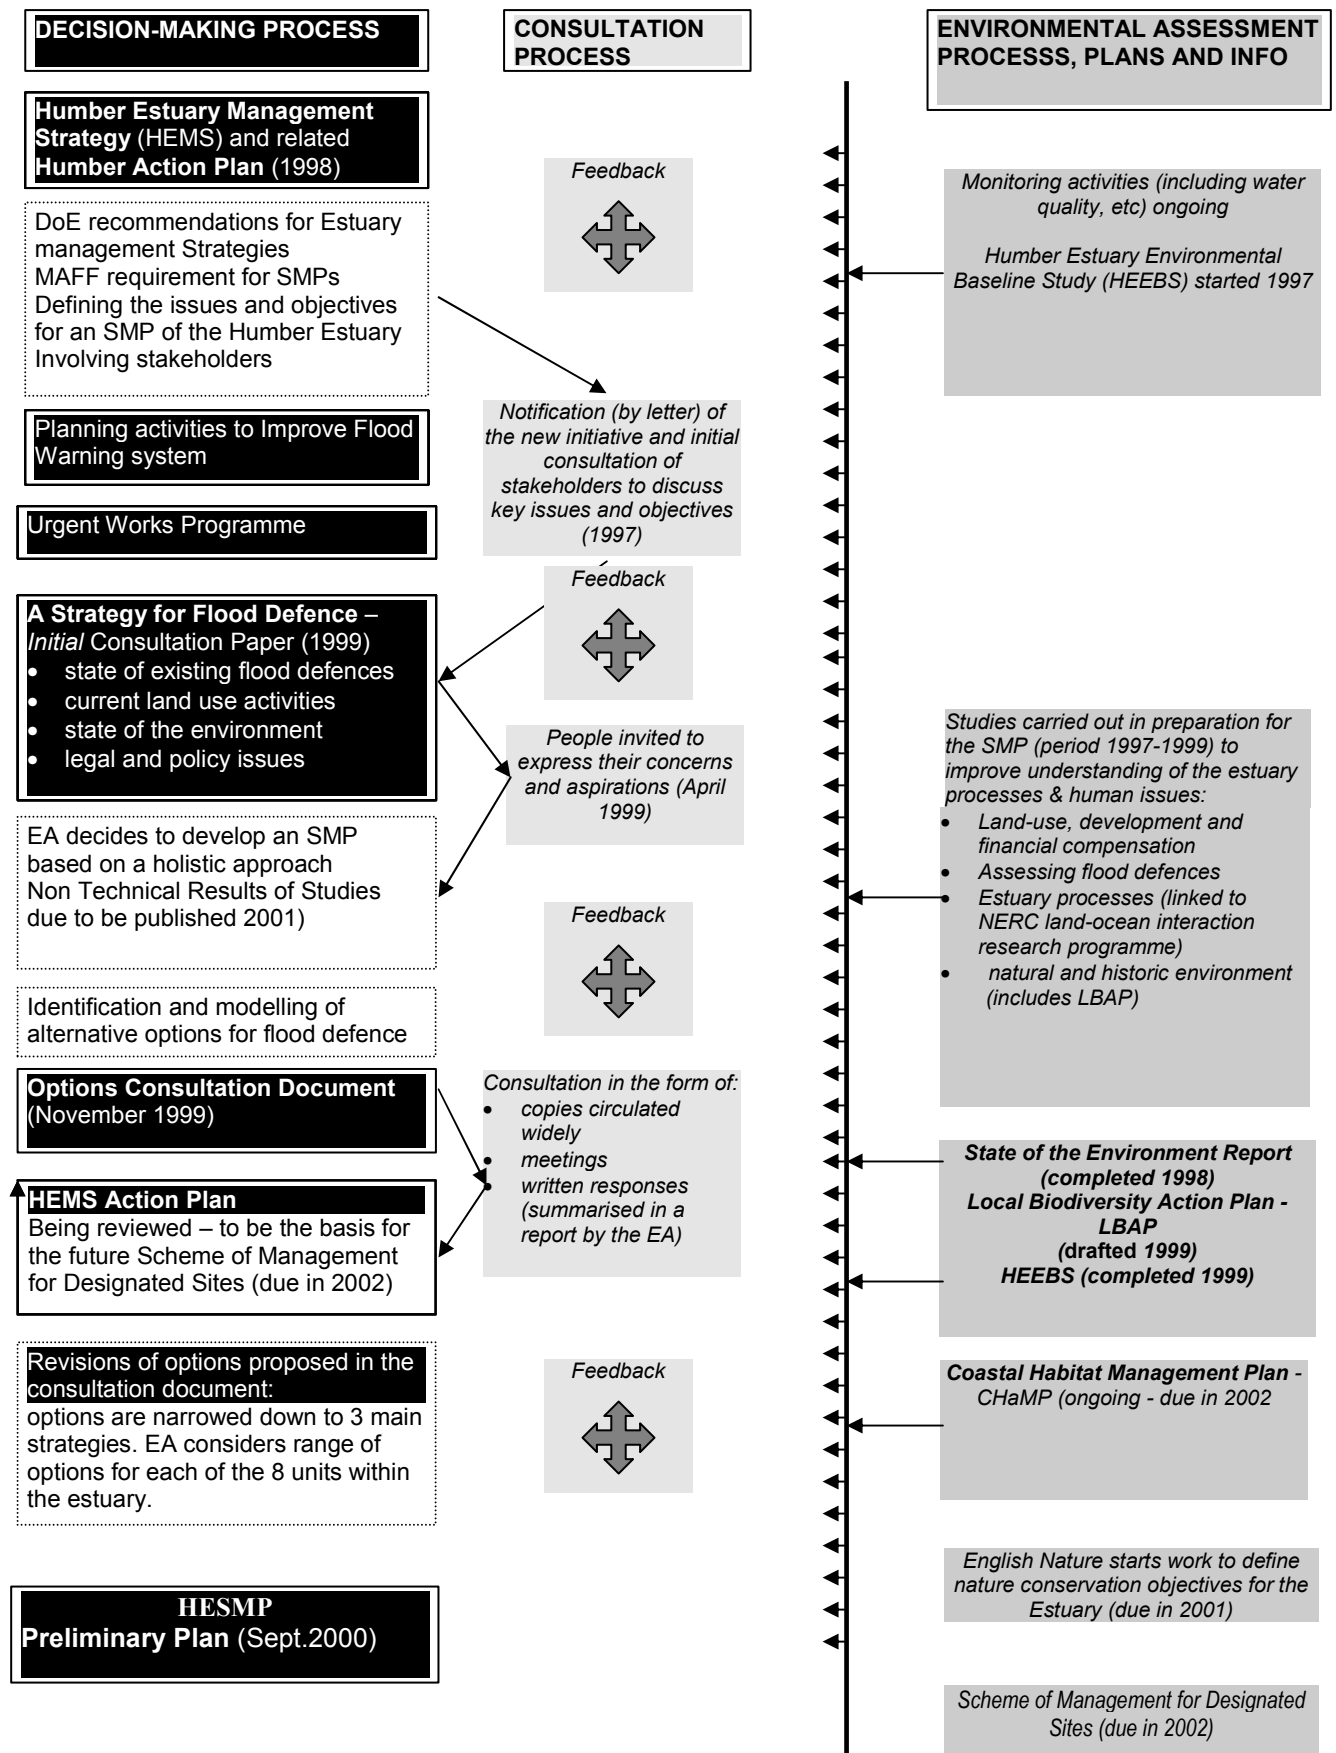 DECISION-MAKING PROCESS
Humber Estuary Management
Strategy (HEMS) and related
Humber Action Plan (1998)
DoE recommendations for Estuary
management Strategies
MAFF requirement for SMPs
Defining the issues and objectives
for an SMP of the Humber Estuary
Involving stakeholders
Planning activities to Improve Flood
Warning system
Urgent Works Programme
A Strategy for Flood Defence –
Initial Consultation Paper (1999)
• state of existing flood defences
• current land use activities
• state of the environment
• legal and policy issues
EA decides to develop an SMP
based on a holistic approach
Non Technical Results of Studies
due to be published 2001)
Identification and modelling of
alternative options for flood defence
Options Consultation Document
(November 1999)
HEMS Action Plan
Being reviewed – to be the basis for
the future Scheme of Management
for Designated Sites (due in 2002)
Revisions of options proposed in the
consultation document:
options are narrowed down to 3 main
strategies. EA considers range of
options for each of the 8 units within
the estuary.
HESMP
Preliminary Plan (Sept.2000)
CONSULTATION
PROCESS
Feedback
Notification (by letter) of
the new initiative and initial
consultation of
stakeholders to discuss
key issues and objectives
(1997)
Feedback
People invited to
express their concerns
and aspirations (April
1999)
Feedback
Consultation in the form of:
• copies circulated
widely
• meetings
• written responses
(summarised in a
report by the EA)
Feedback
ENVIRONMENTAL ASSESSMENT
PROCESSS, PLANS AND INFO
Monitoring activities (including water
quality, etc) ongoing
Humber Estuary Environmental
Baseline Study (HEEBS) started 1997
Studies carried out in preparation for
the SMP (period 1997-1999) to
improve understanding of the estuary
processes & human issues:
• Land-use, development and
financial compensation
• Assessing flood defences
• Estuary processes (linked to
NERC land-ocean interaction
research programme)
• natural and historic environment
(includes LBAP)
State of the Environment Report
(completed 1998)
Local Biodiversity Action Plan -
LBAP
(drafted 1999)
HEEBS (completed 1999)
Coastal Habitat Management Plan -
CHaMP (ongoing - due in 2002
English Nature starts work to define
nature conservation objectives for the
Estuary (due in 2001)
Scheme of Management for Designated
Sites (due in 2002)